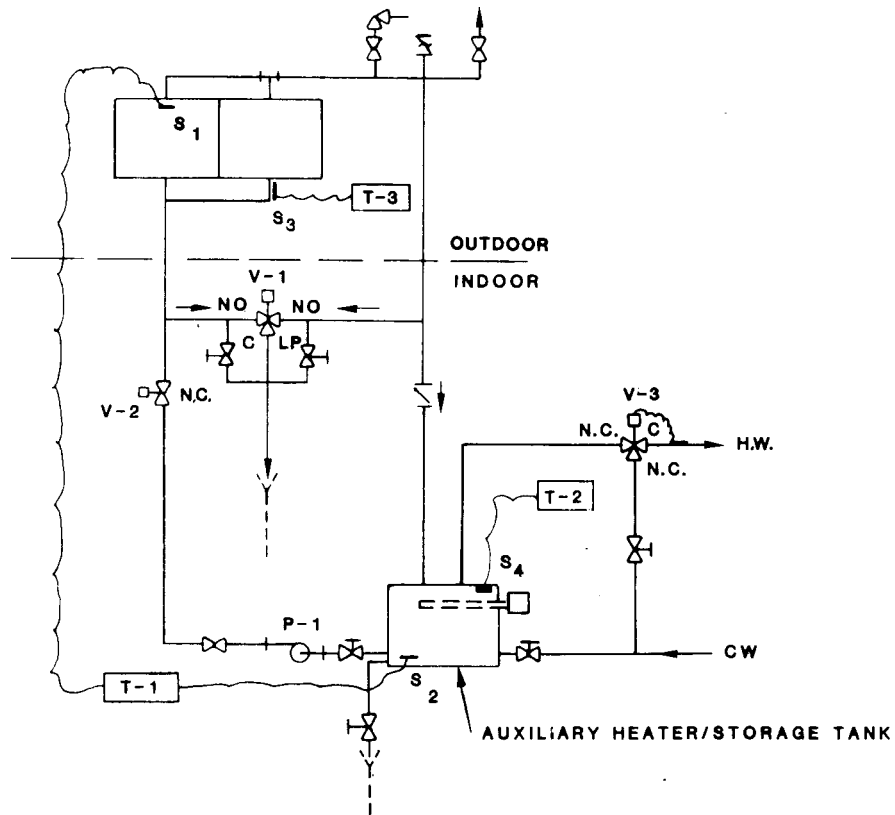 S1
T-3
S3
OUTDOOR
INDOOR
V-1
NO NO
C LP
V-2 N.C.
V-3
N.C. C
H.W.
N.C.
T-2
S4
P-1
CW
T-1
S2
AUXILIARY HEATER/STORAGE TANK